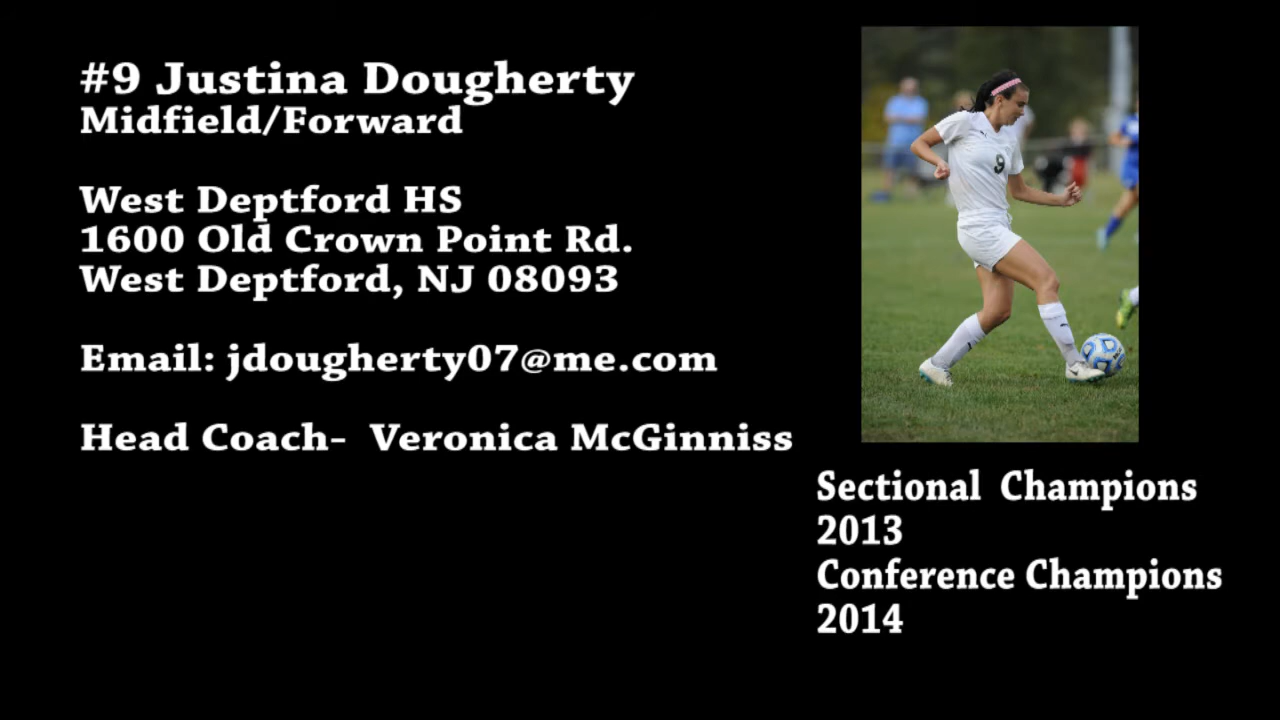 #9 Justina Dougherty
Midfield/Forward
West Deptford HS
1600 Old Crown Point Rd.
West Deptford, NJ 08093
Email: jdougherty07@me.com
Head Coach-  Veronica McGinniss
9
Sectional  Champions
2013
Conference Champions
2014